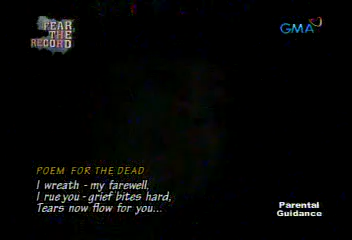 FEAR
THE
RECORD
GMA
POEM FOR THE DEAD
I wreath - my farewell.
I rue you - grief bites hard,
Tears now flow for you...
Parental
Guidance